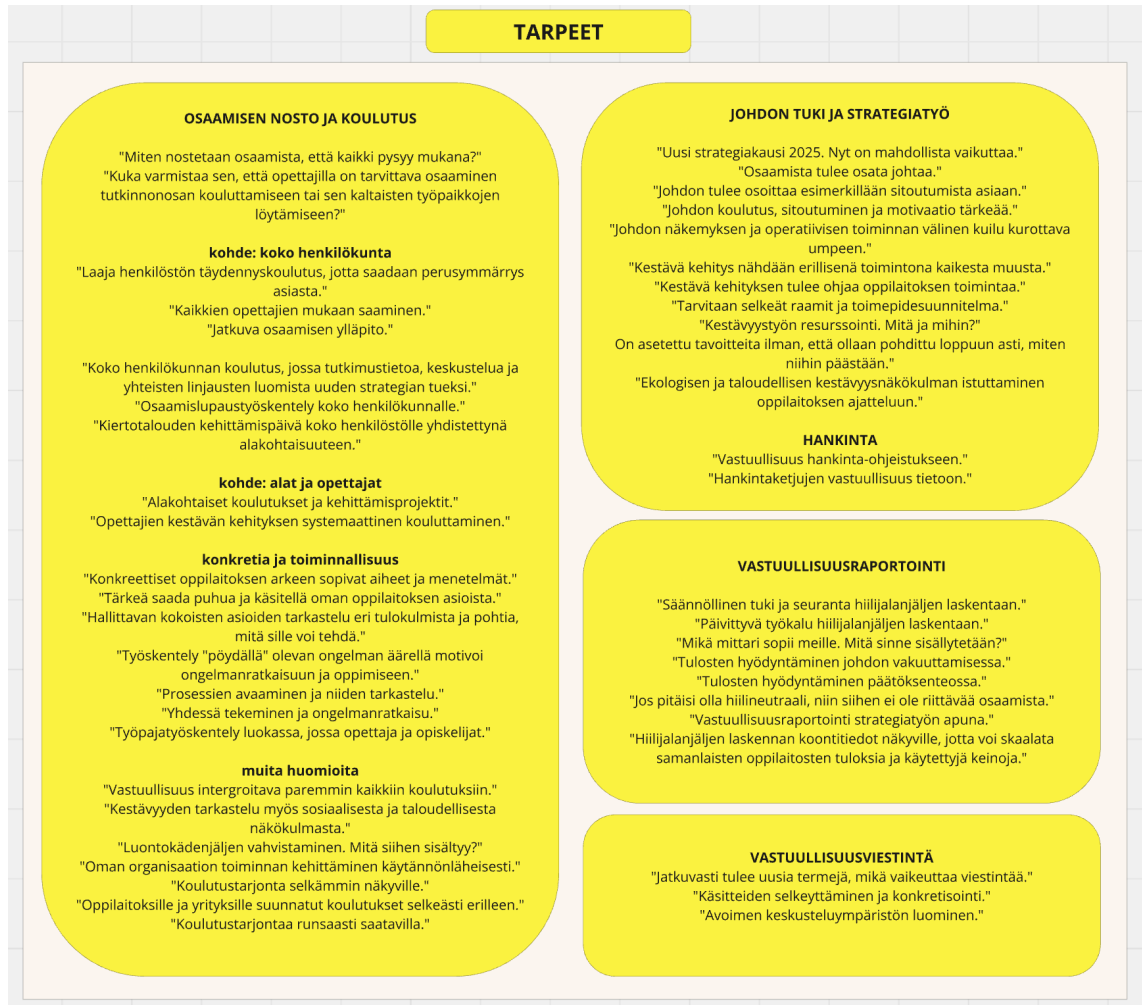 TARPEET
OSAAMISEN NOSTO JA KOULUTUS
"Miten nostetaan osaamista, että kaikki pysyy mukana?"
"Kuka varmistaa sen, että opettajilla on tarvittava osaaminen
tutkinnonosan kouluttamiseen tai sen kaltaisten työpaikkojen
löytämiseen?"
kohde: koko henkilökunta
"Laaja henkilöstön täydennyskoulutus, jotta saadaan perusymmärrys
asiasta."
"Kaikkien opettajien mukaan saaminen."
"Jatkuva osaamisen ylläpito."
"Koko henkilökunnan koulutus, jossa tutkimustietoa, keskustelua ja
yhteisten linjausten luomista uuden strategian tueksi."
"Osaamislupaustyöskentely koko henkilökunnalle."
"Kiertotalouden kehittämispäivä koko henkilöstölle yhdistettynä
alakohtaisuuteen."
kohde: alat ja opettajat
"Alakohtaiset koulutukset ja kehittämisprojektit."
"Opettajien kestävän kehityksen systemaattinen kouluttaminen."
konkretia ja toiminnallisuus
"Konkreettiset oppilaitoksen arkeen sopivat aiheet ja menetelmät."
"Tärkeä saada puhua ja käsitellä oman oppilaitoksen asioista."
"Hallittavan kokoisten asioiden tarkastelu eri tulokulmista ja pohtia,
mitä sille voi tehdä."
"Työskentely "pöydällä" olevan ongelman äärellä motivoi
ongelmanratkaisuun ja oppimiseen."
"Prosessien avaaminen ja niiden tarkastelu."
"Yhdessä tekeminen ja ongelmanratkaisu."
"Työpajatyöskentely luokassa, jossa opettaja ja opiskelijat."
muita huomioita
"Vastuullisuus intergroitava paremmin kaikkiin koulutuksiin."
"Kestävyyden tarkastelu myös sosiaalisesta ja taloudellisesta
näkökulmasta."
"Luontokädenjäljen vahvistaminen. Mitä siihen sisältyy?"
"Oman organisaation toiminnan kehittäminen käytännönläheisesti."
"Koulutustarjonta selkämmin näkyville."
"Oppilaitoksille ja yrityksille suunnatut koulutukset selkeästi erilleen."
"Koulutustarjontaa runsaasti saatavilla."
JOHDON TUKI JA STRATEGIATYÖ
"Uusi strategiakausi 2025. Nyt on mahdollista vaikuttaa."
"Osaamista tulee osata johtaa."
"Johdon tulee osoittaa esimerkillään sitoutumista asiaan."
"Johdon koulutus, sitoutuminen ja motivaatio tärkeää."
"Johdon näkemyksen ja operatiivisen toiminnan välinen kuilu kurottava
umpeen."
"Kestävä kehitys nähdään erillisenä toimintona kaikesta muusta."
"Kestävä kehityksen tulee ohjaa oppilaitoksen toimintaa."
"Tarvitaan selkeät raamit ja toimepidesuunnitelma."
"Kestävyystyön resurssointi. Mitä ja mihin?"
On asetettu tavoitteita ilman, että ollaan pohdittu loppuun asti, miten
niihin päästään."
"Ekologisen ja taloudellisen kestävyysnäkökulman istuttaminen
oppilaitoksen ajatteluun."
HANKINTA
"Vastuullisuus hankinta-ohjeistukseen."
"Hankintaketjujen vastuullisuus tietoon."
VASTUULLISUUSRAPORTOINTI
"Säännöllinen tuki ja seuranta hiilijalanjäljen laskentaan."
"Päivittyvä työkalu hiilijalanjäljen laskentaan."
"Mikä mittari sopii meille. Mitä sinne sisällytetään?"
"Tulosten hyödyntäminen johdon vakuuttamisessa."
"Tulosten hyödyntäminen päätöksenteossa."
"Jos pitäisi olla hiilineutraali, niin siihen ei ole riittävää osaamista."
"Vastuullisuusraportointi strategiatyön apuna."
"Hiilijalanjäljen laskennan koontitiedot näkyville, jotta voi skaalata
samanlaisten oppilaitosten tuloksia ja käytettyjä keinoja."
VASTUULLISUUSVIESTINTÄ
"Jatkuvasti tulee uusia termejä, mikä vaikeuttaa viestintää."
"Käsitteiden selkeyttäminen ja konkretisointi."
"Avoimen keskusteluympäristön luominen."